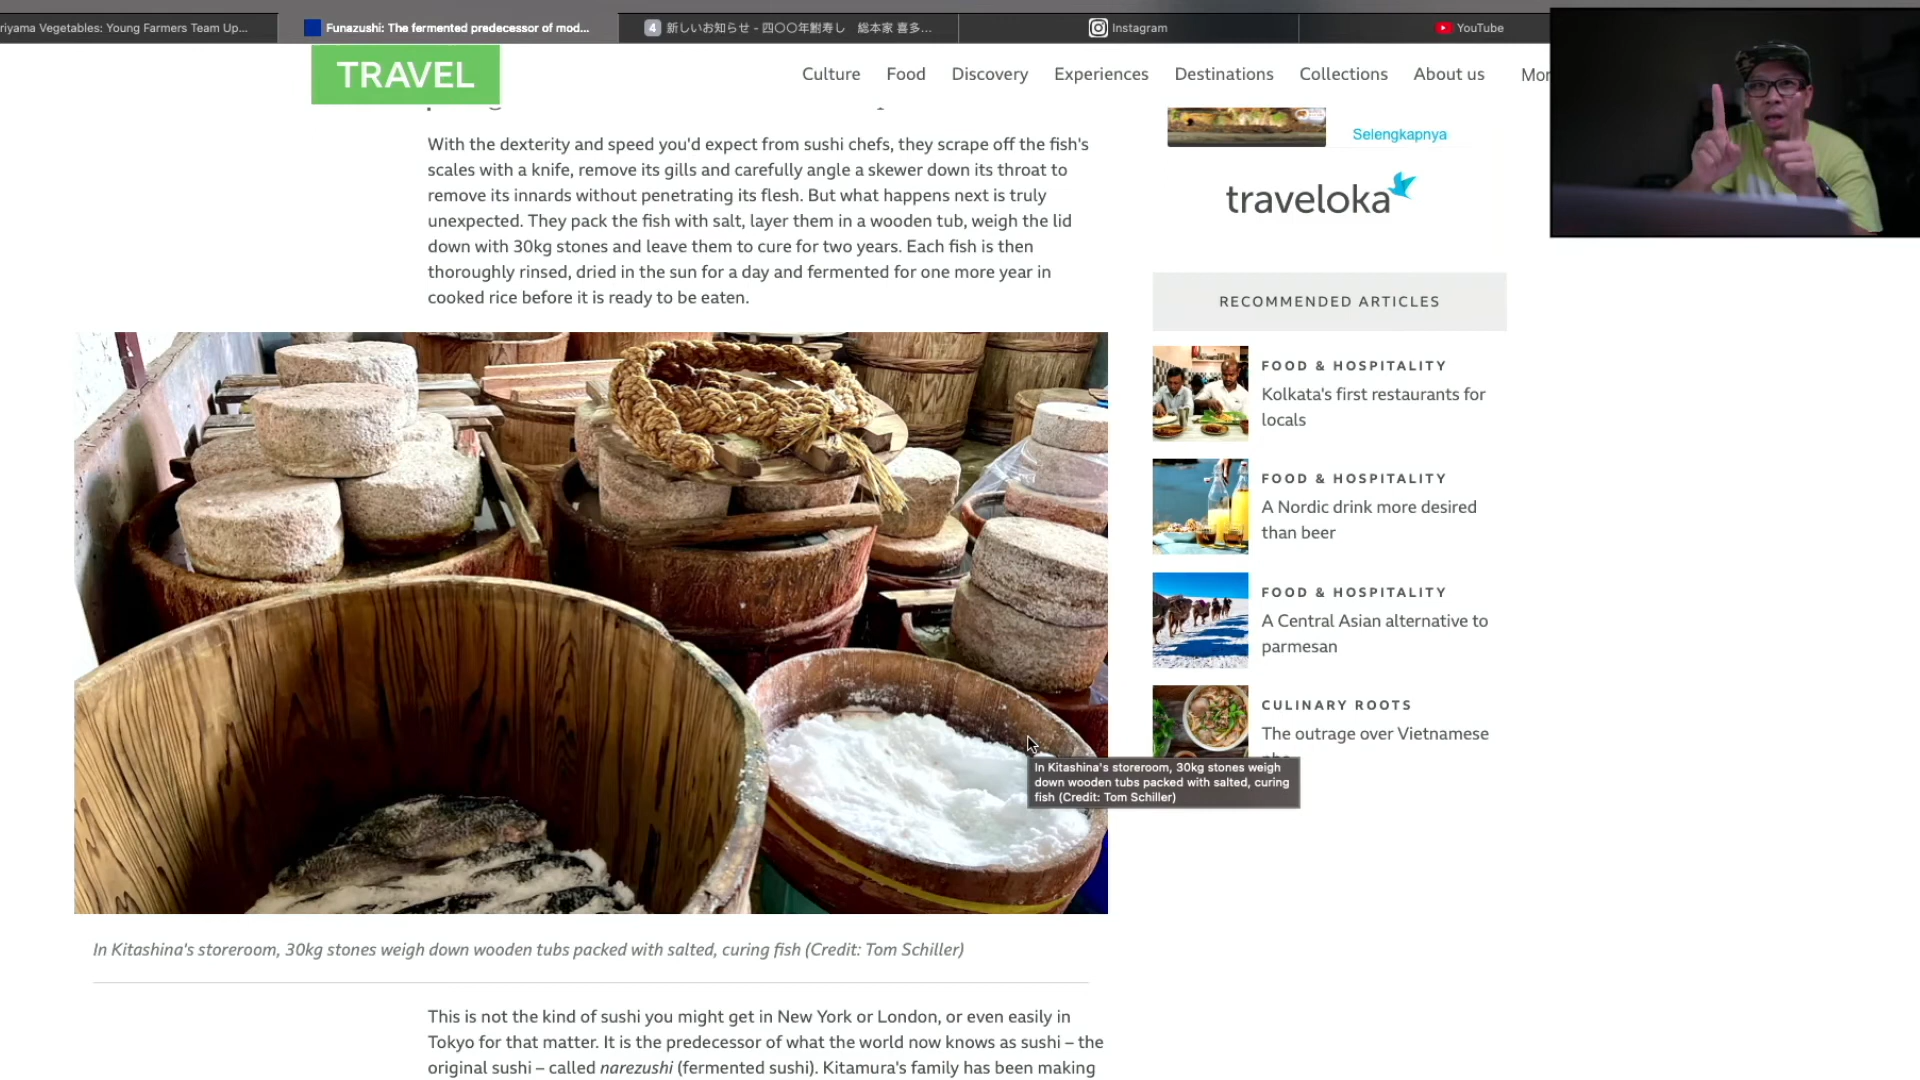 riyama Vegetables: Young Farmers Team Up...
Funazushi: The fermented predecessor of mod...
4 新しいお知らせ - 四〇〇年鮒寿し 総本家 喜多...
Instagram
YouTube
TRAVEL
Culture
Food
Discovery
Experiences
Destinations
Collections
About us
Mor
With the dexterity and speed you'd expect from sushi chefs, they scrape off the fish's
scales with a knife, remove its gills and carefully angle a skewer down its throat to
remove its innards without penetrating its flesh. But what happens next is truly
unexpected. They pack the fish with salt, layer them in a wooden tub, weigh the lid
down with 30kg stones and leave them to cure for two years. Each fish is then
thoroughly rinsed, dried in the sun for a day and fermented for one more year in
cooked rice before it is ready to be eaten.
In Kitashina's storeroom, 30kg stones weigh down wooden tubs packed with salted, curing fish (Credit: Tom Schiller)
This is not the kind of sushi you might get in New York or London, or even easily in
Tokyo for that matter. It is the predecessor of what the world now knows as sushi – the
original sushi – called narezushi (fermented sushi). Kitamura's family has been making
Selengkapnya
traveloka
RECOMMENDED ARTICLES
FOOD & HOSPITALITY
Kolkata's first restaurants for
locals
FOOD & HOSPITALITY
A Nordic drink more desired
than beer
FOOD & HOSPITALITY
A Central Asian alternative to
parmesan
CULINARY ROOTS
The outrage over Vietnamese
In Kitashina's storeroom, 30kg stones weigh
down wooden tubs packed with salted, curing
fish (Credit: Tom Schiller)